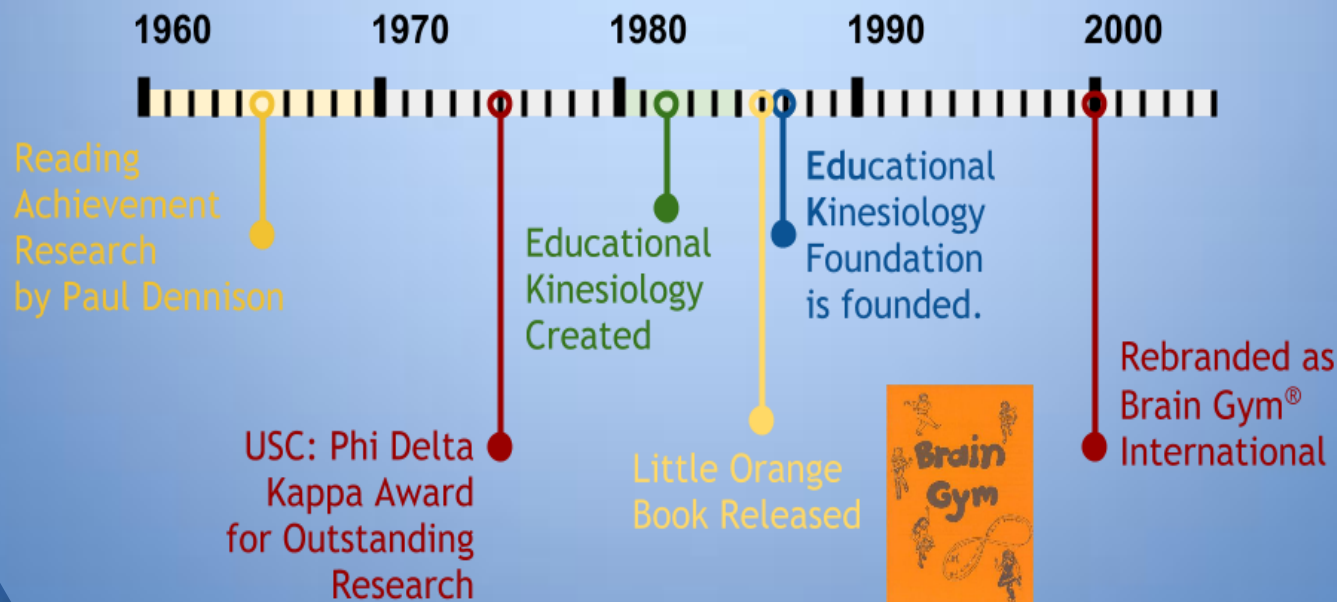 1960 1970 1980 1990 2000
Reading
Achievement
Research
by Paul Dennison
USC: Phi Delta
Kappa Award
for Outstanding
Research
Educational
Kinesiology
Created
Little Orange
Book Released
Educational
Kinesiology
Foundation
is founded.
Brain
Gym
Rebranded as
Brain Gym®
International